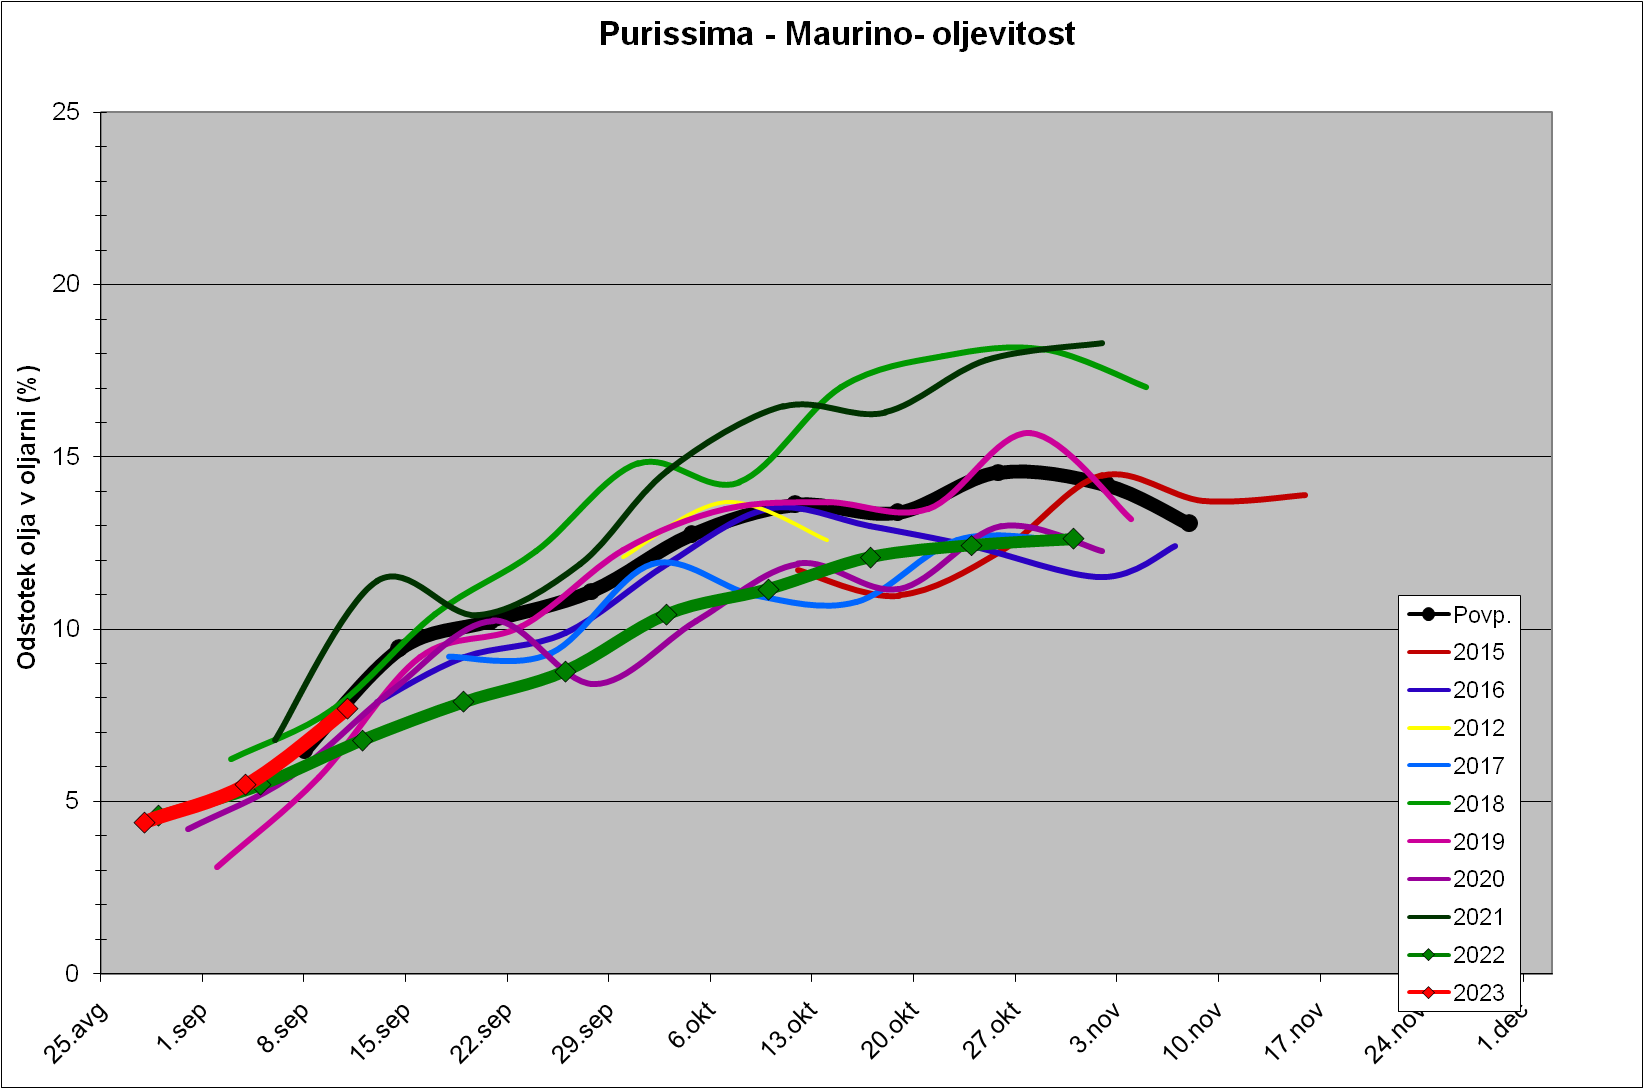 Purissima - Maurino- oljevitost
Odstotek olja v oljarni (%)
25
20
15
10
5
0
25.avg
1.sep
8.sep
15.sep
22.sep
29.sep
6.okt
13.okt
20.okt
27.okt
3.nov
10.nov
17.nov
24.nov
1.dec
Povp.
2015
2016
2012
2017
2018
2019
2020
2021
2022
2023